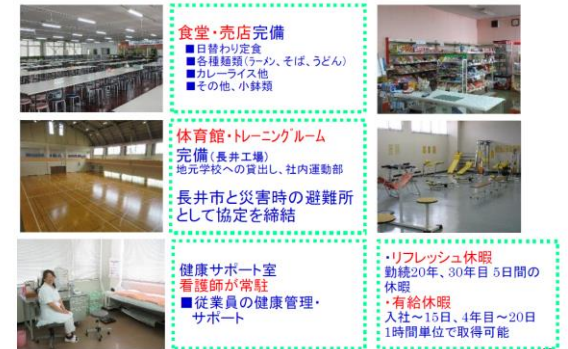 食堂・売店完備
■日替わり定食
■各種麺類(ラーメン、そば、うどん)
■カレーライス他
■その他、小鉢類
体育館・トレーニングルーム
完備(長井工場)
地元学校への貸出し、社内運動部
長井市と災害時の避難所
として協定を締結
健康サポート室
看護師が常駐
■従業員の健康管理・
サポート
・リフレッシュ休暇
勤続20年、30年目 5日間の
休暇
・有給休暇
入社～15日、4年目～20日
1時間単位で取得可能